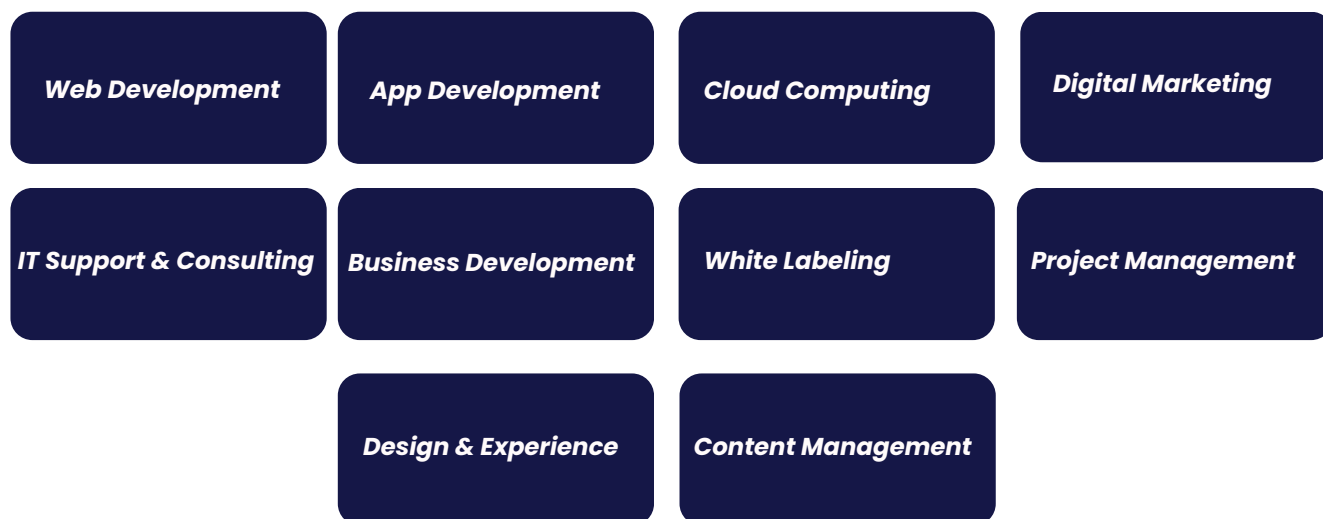 Web Development
App Development
Cloud Computing
Digital Marketing
IT Support & Consulting
Business Development
White Labeling
Project Management
Design & Experience
Content Management